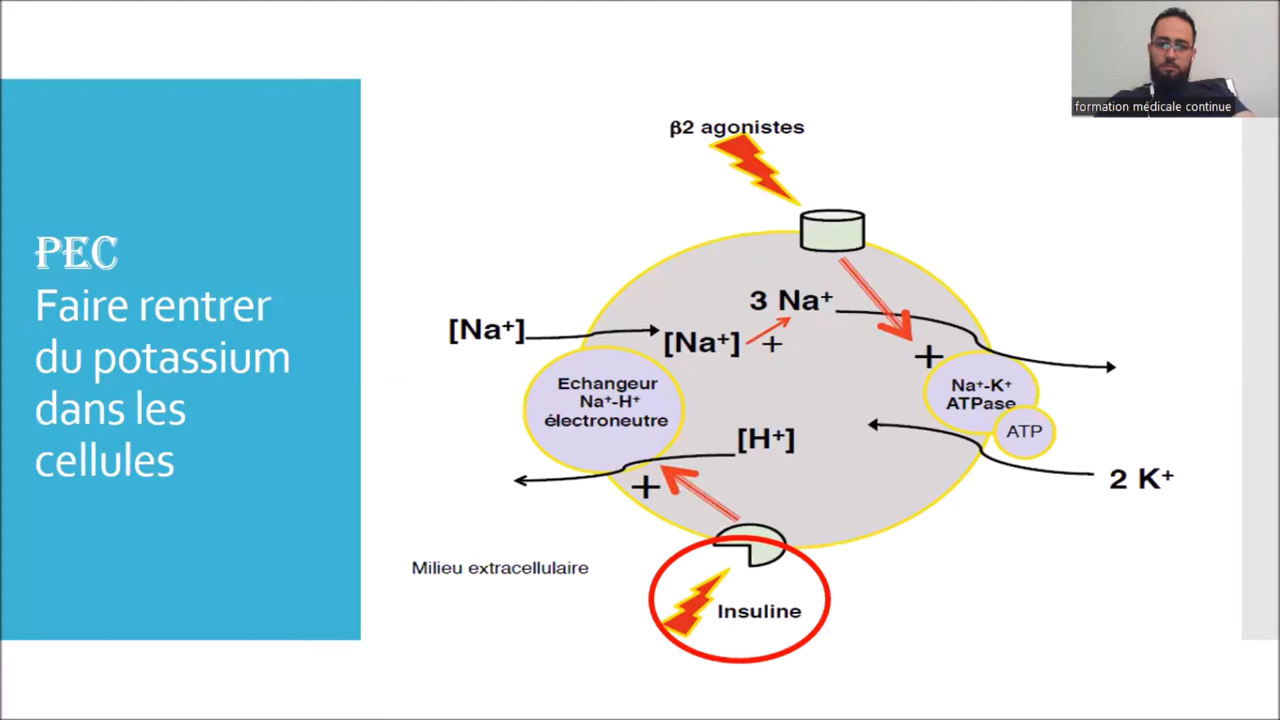 formation médicale continue
PEC
Faire rentrer
du potassium
dans les
cellules
β2 agonistes
3 Na⁺
[Na⁺]
[Na⁺] +
+
Echangeur
Na⁺-H⁺
électroneutre
Na⁺-K⁺
ATPase
ATP
[H⁺]
2 K⁺
+
Milieu extracellulaire
Insuline